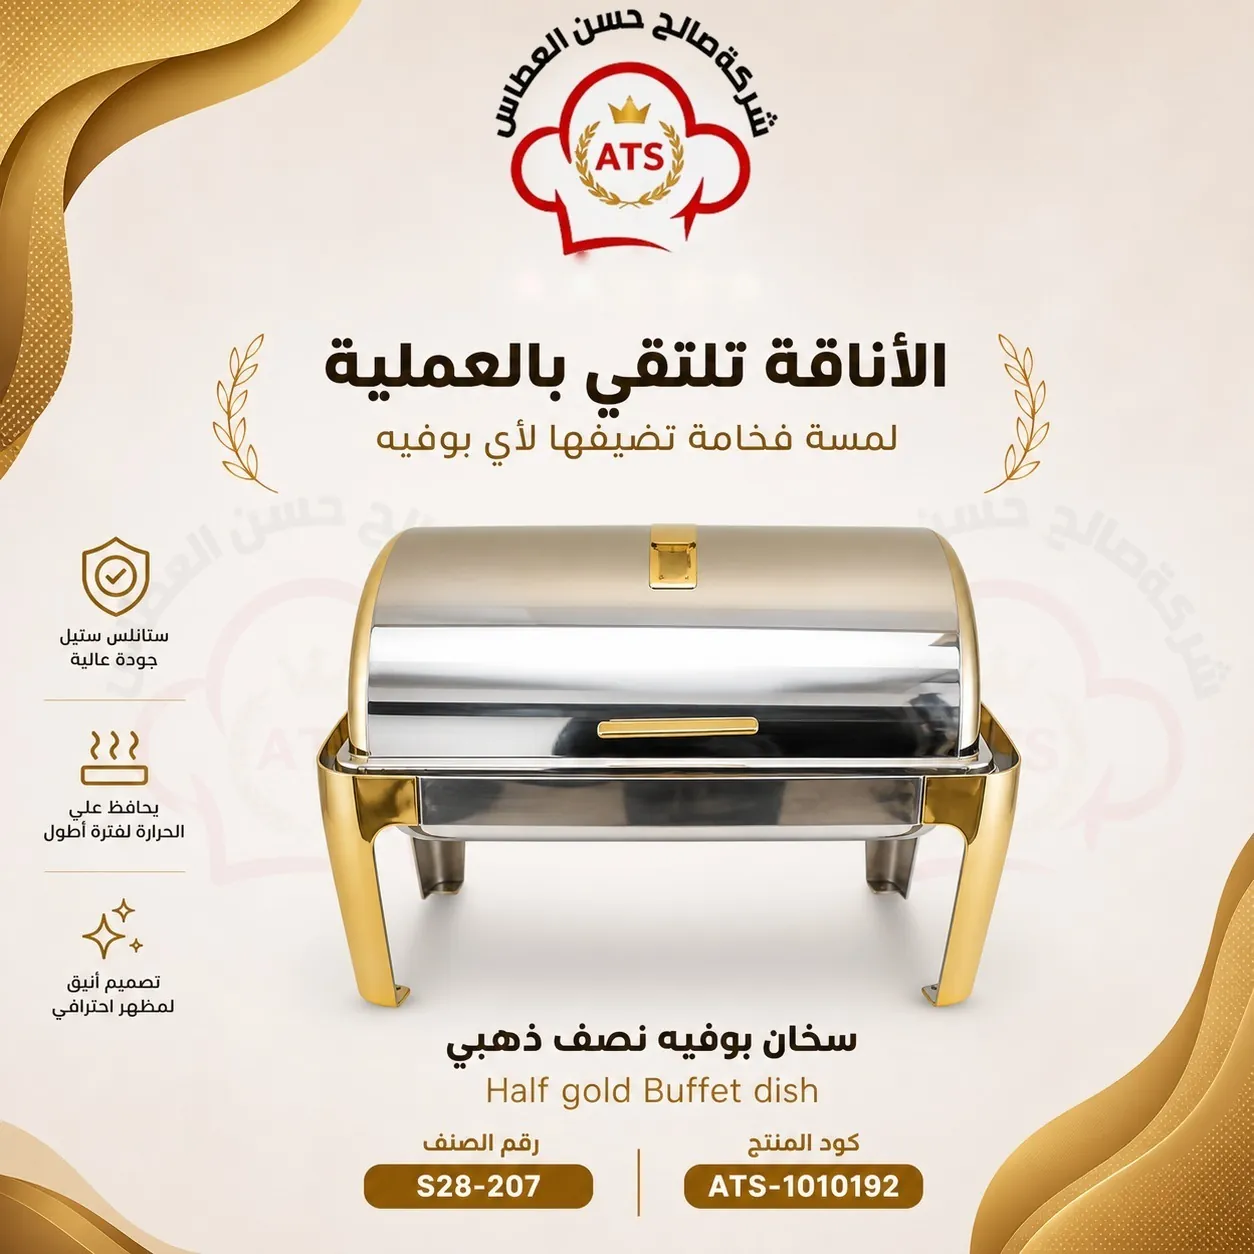 شركة صالح حسن العطاس
ATS
الأناقة تلتقي بالعملية
لمسة فخامة تضيفها لأي بوفيه
ستانلس ستيل
جودة عالية
يحافظ علي
الحرارة لفترة أطول
تصميم أنيق
لمظهر احترافي
سخان بوفيه نصف ذهبي
Half gold Buffet dish
كود المنتج
ATS-1010192
رقم الصنف
S28-207